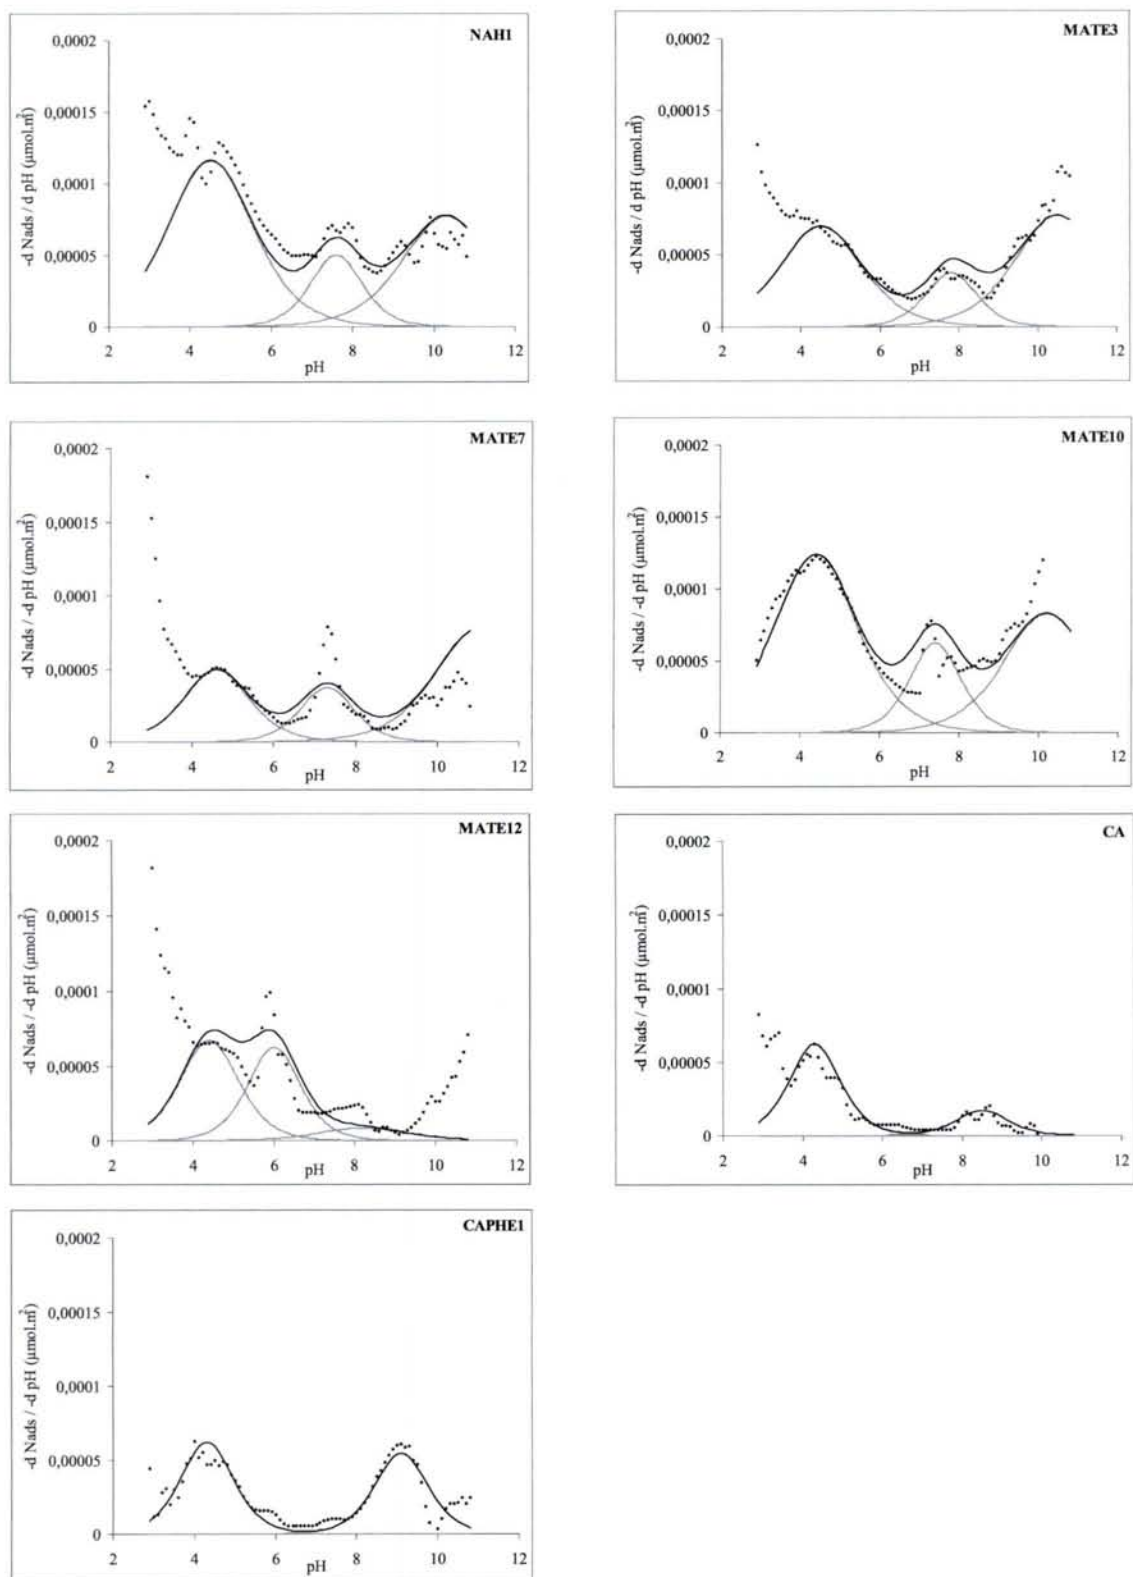 NAH1
-d Nads / d pH (µmol.m²)
0,0002
0,00015
0,0001
0,00005
0
2 4 6 8 10 12
pH
MATE3
-d Nads / d pH (µmol.m²)
0,0002
0,00015
0,0001
0,00005
0
2 4 6 8 10 12
pH
MATE7
-d Nads / -d pH (µmol.m²)
0,0002
0,00015
0,0001
0,00005
0
2 4 6 8 10 12
pH
MATE10
-d Nads / -d pH (µmol.m²)
0,0002
0,00015
0,0001
0,00005
0
2 4 6 8 10 12
pH
MATE12
-d Nads / -d pH (µmol.m²)
0,0002
0,00015
0,0001
0,00005
0
2 4 6 8 10 12
pH
CA
-d Nads / -d pH (µmol.m²)
0,0002
0,00015
0,0001
0,00005
0
2 4 6 8 10 12
pH
CAPHE1
-d Nads / -d pH (µmol.m²)
0,0002
0,00015
0,0001
0,00005
0
2 4 6 8 10 12
pH